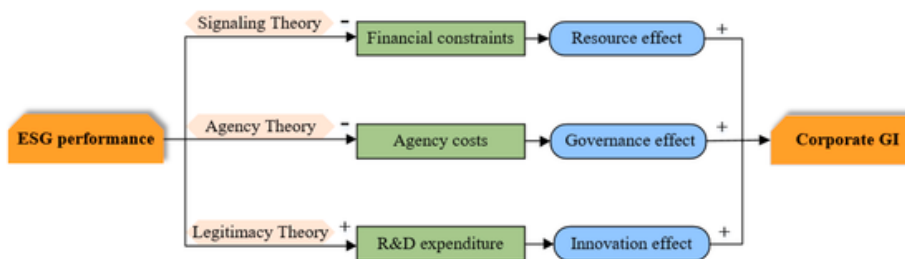 Signaling Theory
-
Financial constraints
Resource effect
+
ESG performance
Agency Theory
-
Agency costs
Governance effect
+
Corporate GI
Legitimacy Theory
+
R&D expenditure
Innovation effect
+